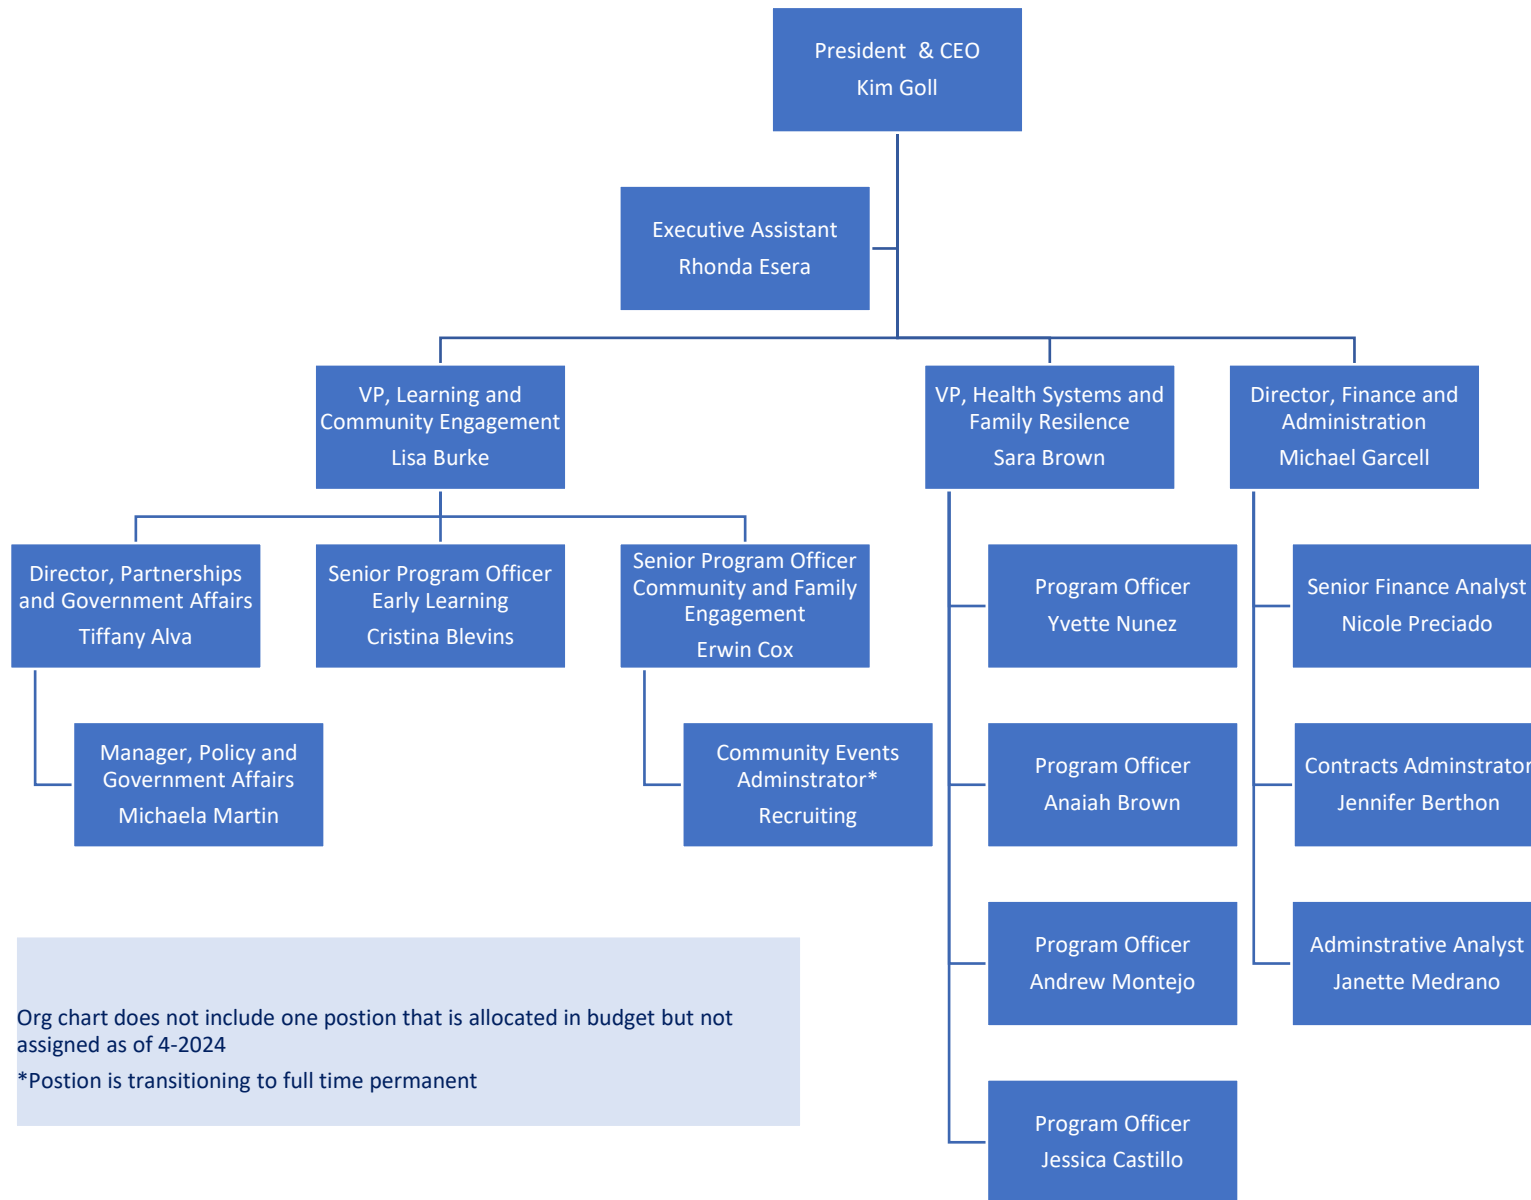 President  & CEO
Kim Goll
Executive Assistant
Rhonda Esera
VP, Learning and
Community Engagement
Lisa Burke
VP, Health Systems and
Family Resilence
Sara Brown
Director, Finance and
Administration
Michael Garcell
Director, Partnerships
and Government Affairs
Tiffany Alva
Senior Program Officer
Early Learning
Cristina Blevins
Senior Program Officer
Community and Family
Engagement
Erwin Cox
Program Officer
Yvette Nunez
Senior Finance Analyst
Nicole Preciado
Manager, Policy and
Government Affairs
Michaela Martin
Community Events
Adminstrator*
Recruiting
Program Officer
Anaiah Brown
Contracts Adminstrator
Jennifer Berthon
Program Officer
Andrew Montejo
Adminstrative Analyst
Janette Medrano
Org chart does not include one postion that is allocated in budget but not
assigned as of 4-2024
*Postion is transitioning to full time permanent
Program Officer
Jessica Castillo